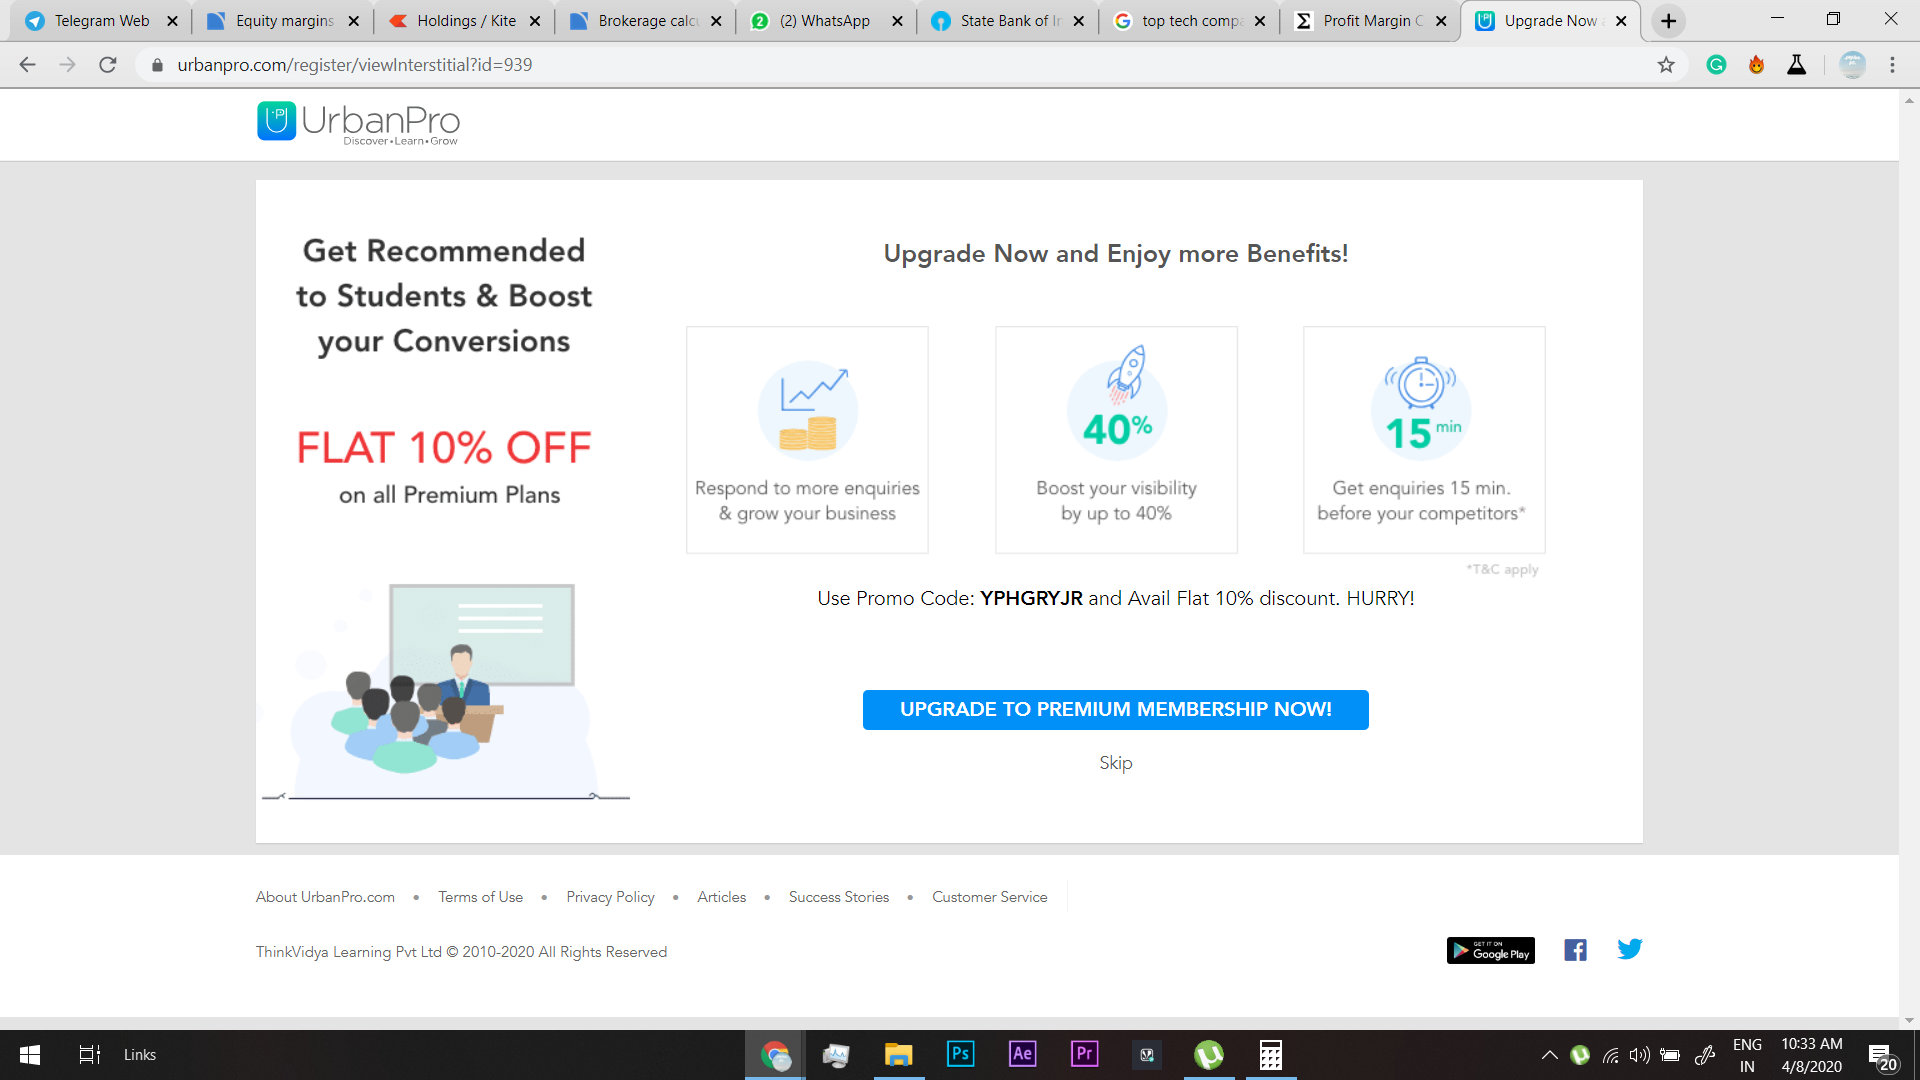 Telegram Web
Equity margins
Holdings / Kite
Brokerage calcu
2
(2) WhatsApp
State Bank of In
top tech compa
Profit Margin C
Upgrade Now a
urbanpro.com/register/viewInterstitial?id=939
UrbanPro
Discover•Learn•Grow
Get Recommended
to Students & Boost
your Conversions
FLAT 10% OFF
on all Premium Plans
Upgrade Now and Enjoy more Benefits!
Respond to more enquiries
& grow your business
40%
Boost your visibility
by up to 40%
15 min
Get enquiries 15 min.
before your competitors*
*T&C apply
Use Promo Code: YPHGRYJR and Avail Flat 10% discount. HURRY!
UPGRADE TO PREMIUM MEMBERSHIP NOW!
Skip
About UrbanPro.com • Terms of Use • Privacy Policy • Articles • Success Stories • Customer Service
ThinkVidya Learning Pvt Ltd © 2010-2020 All Rights Reserved
GET IT ON
Google Play
Links
Ps
Ae
Pr
ENG
IN
10:33 AM
4/8/2020
20